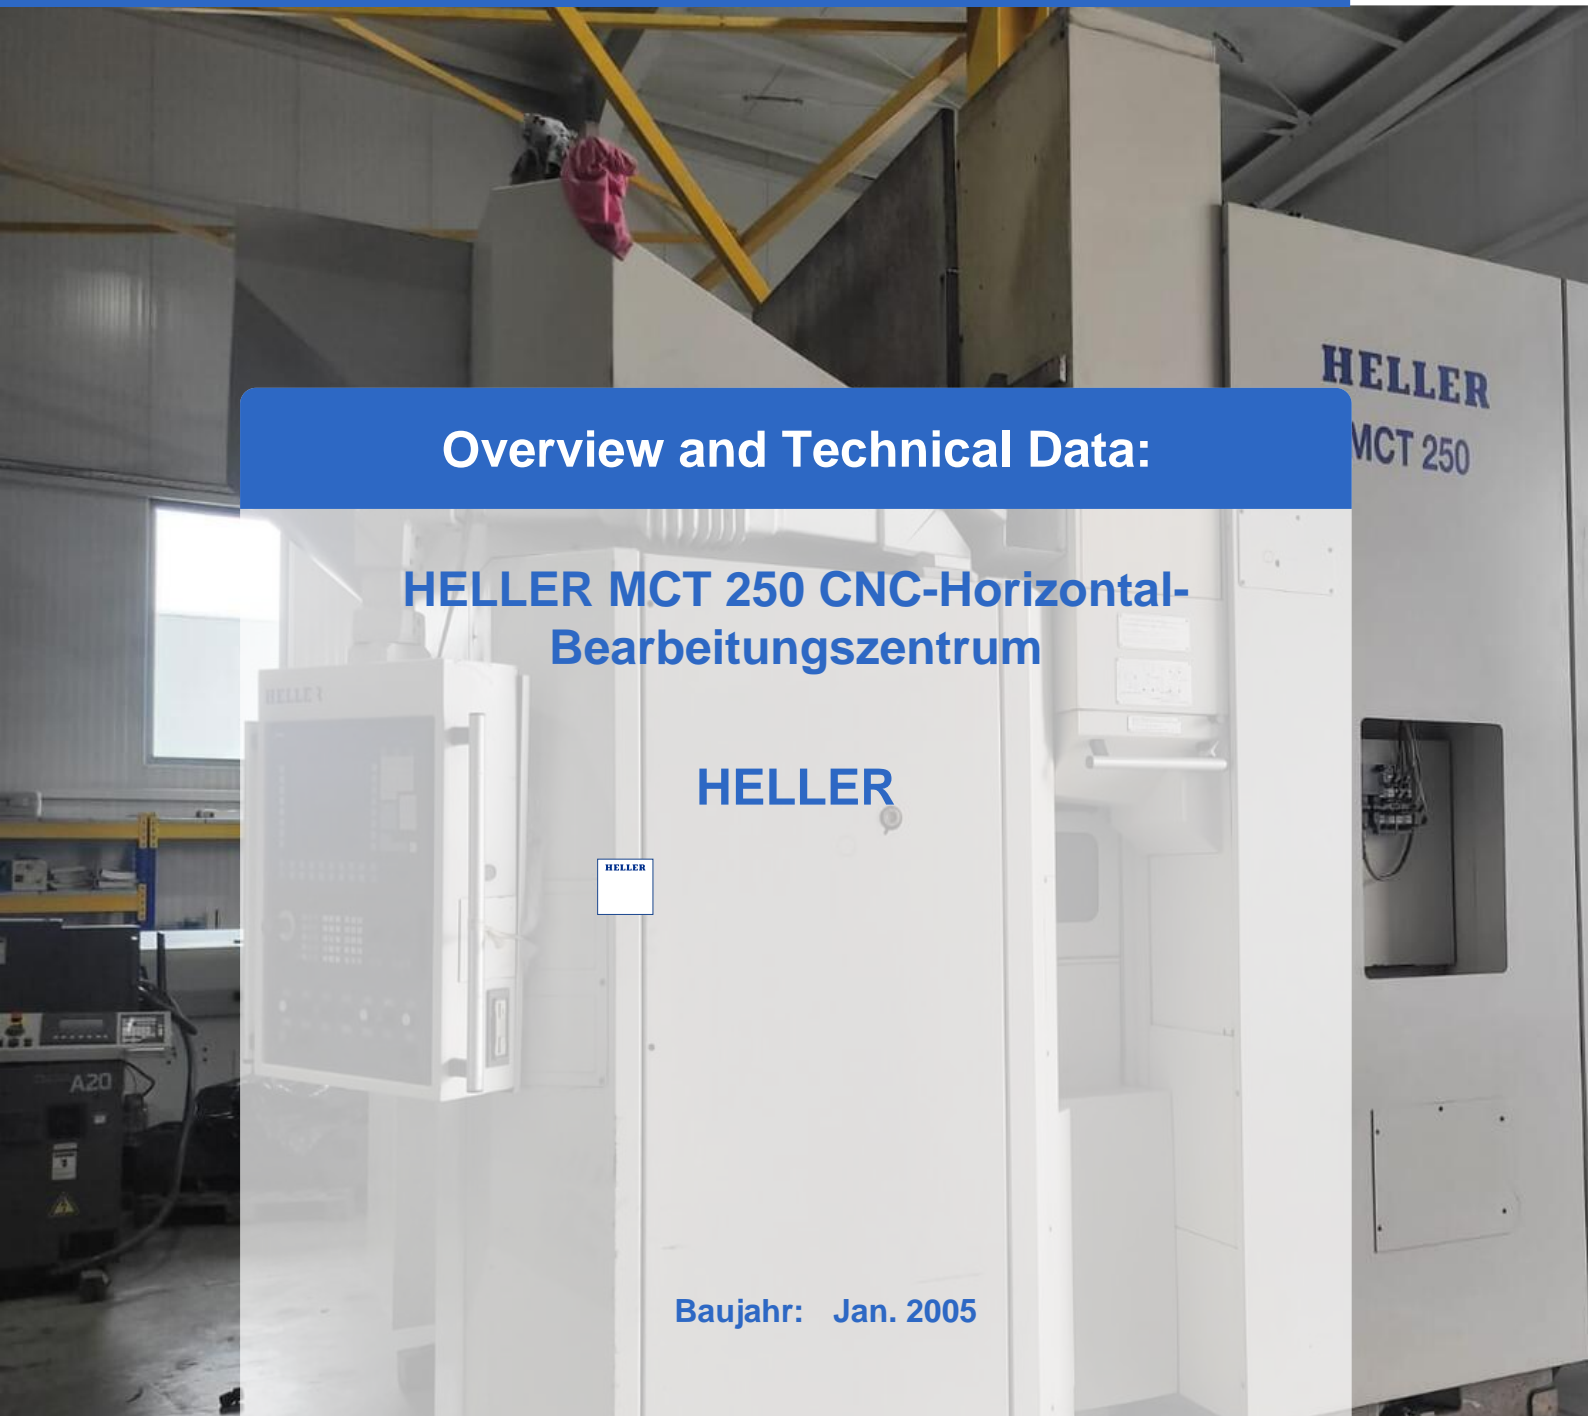 HELLER
MCT 250
Overview and Technical Data:
HELLER MCT 250 CNC-Horizontal-
Bearbeitungszentrum
HELLER
HELLER
HELLER
Baujahr: Jan. 2005
A20